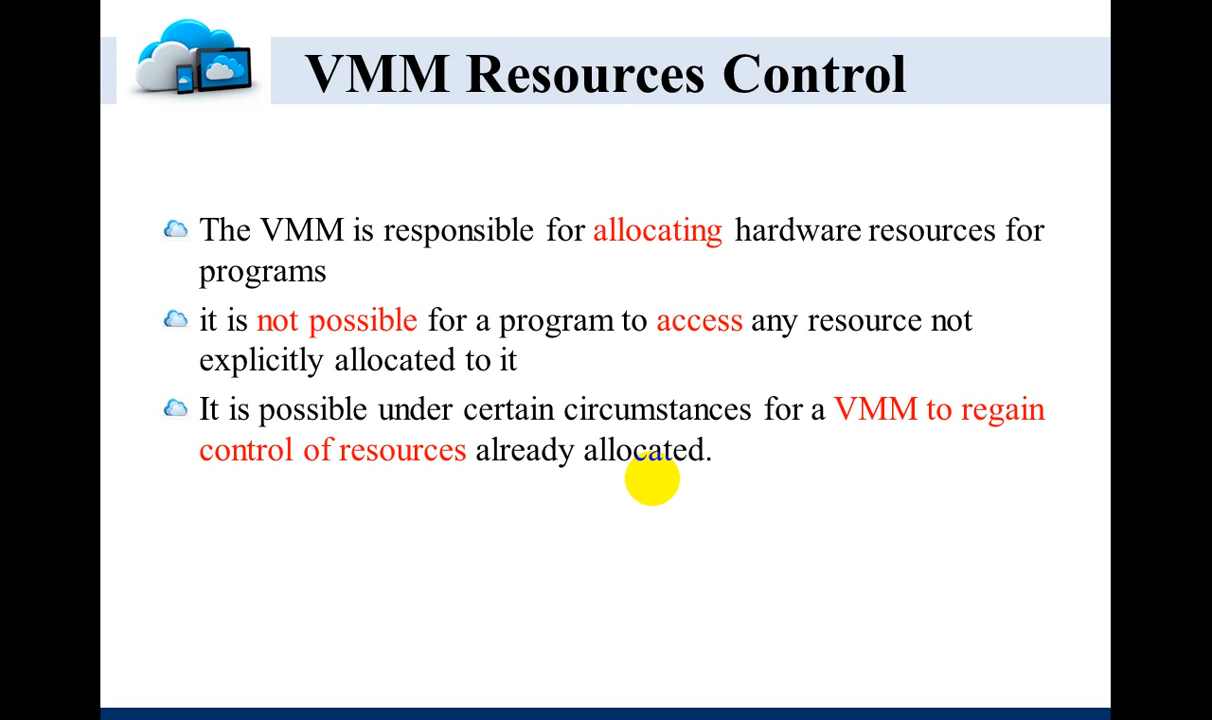 VMM Resources Control
The VMM is responsible for allocating hardware resources for
programs
it is not possible for a program to access any resource not
explicitly allocated to it
It is possible under certain circumstances for a VMM to regain
control of resources already allocated.